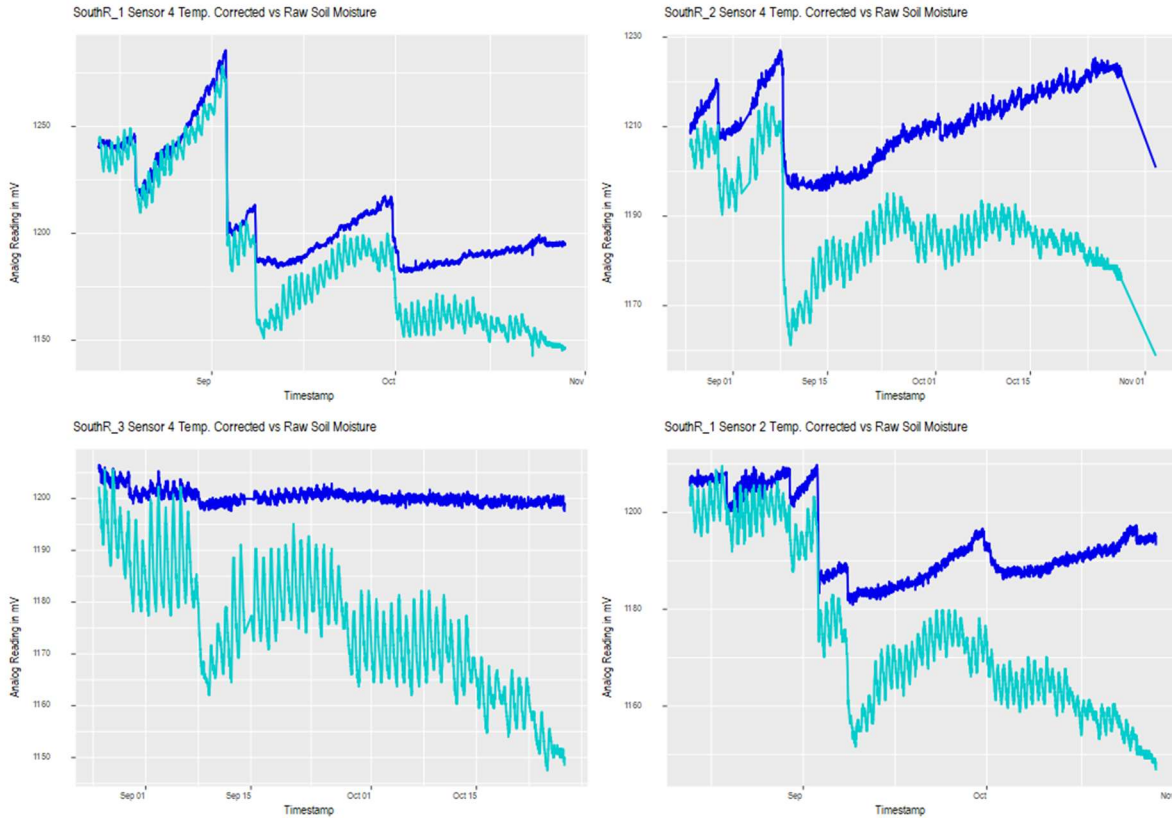 SouthR_1 Sensor 4 Temp. Corrected vs Raw Soil Moisture
Analog Reading in mV
1250
1200
1150
Sep
Oct
Nov
Timestamp
SouthR_2 Sensor 4 Temp. Corrected vs Raw Soil Moisture
Analog Reading in mV
1230
1210
1190
1170
Sep 01
Sep 15
Oct 01
Oct 15
Nov 01
Timestamp
SouthR_3 Sensor 4 Temp. Corrected vs Raw Soil Moisture
Analog Reading in mV
1200
1190
1180
1170
1160
1150
Sep 01
Sep 15
Oct 01
Oct 15
Timestamp
SouthR_1 Sensor 2 Temp. Corrected vs Raw Soil Moisture
Analog Reading in mV
1200
1180
1160
Sep
Oct
No
Timestamp